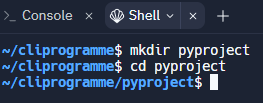 Console × Shell × +
~/cliprogramme$ mkdir pyproject
~/cliprogramme$ cd pyproject
~/cliprogramme/pyproject$